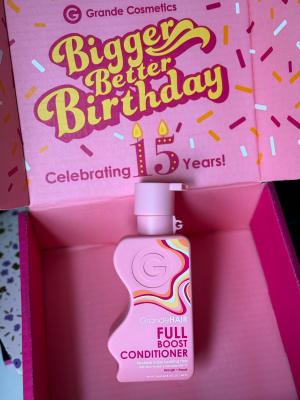 G Grande Cosmetics
Bigger
Better
Birthday
Celebrating 15 Years!
G
GrandeHAIR
FULL
BOOST
CONDITIONER